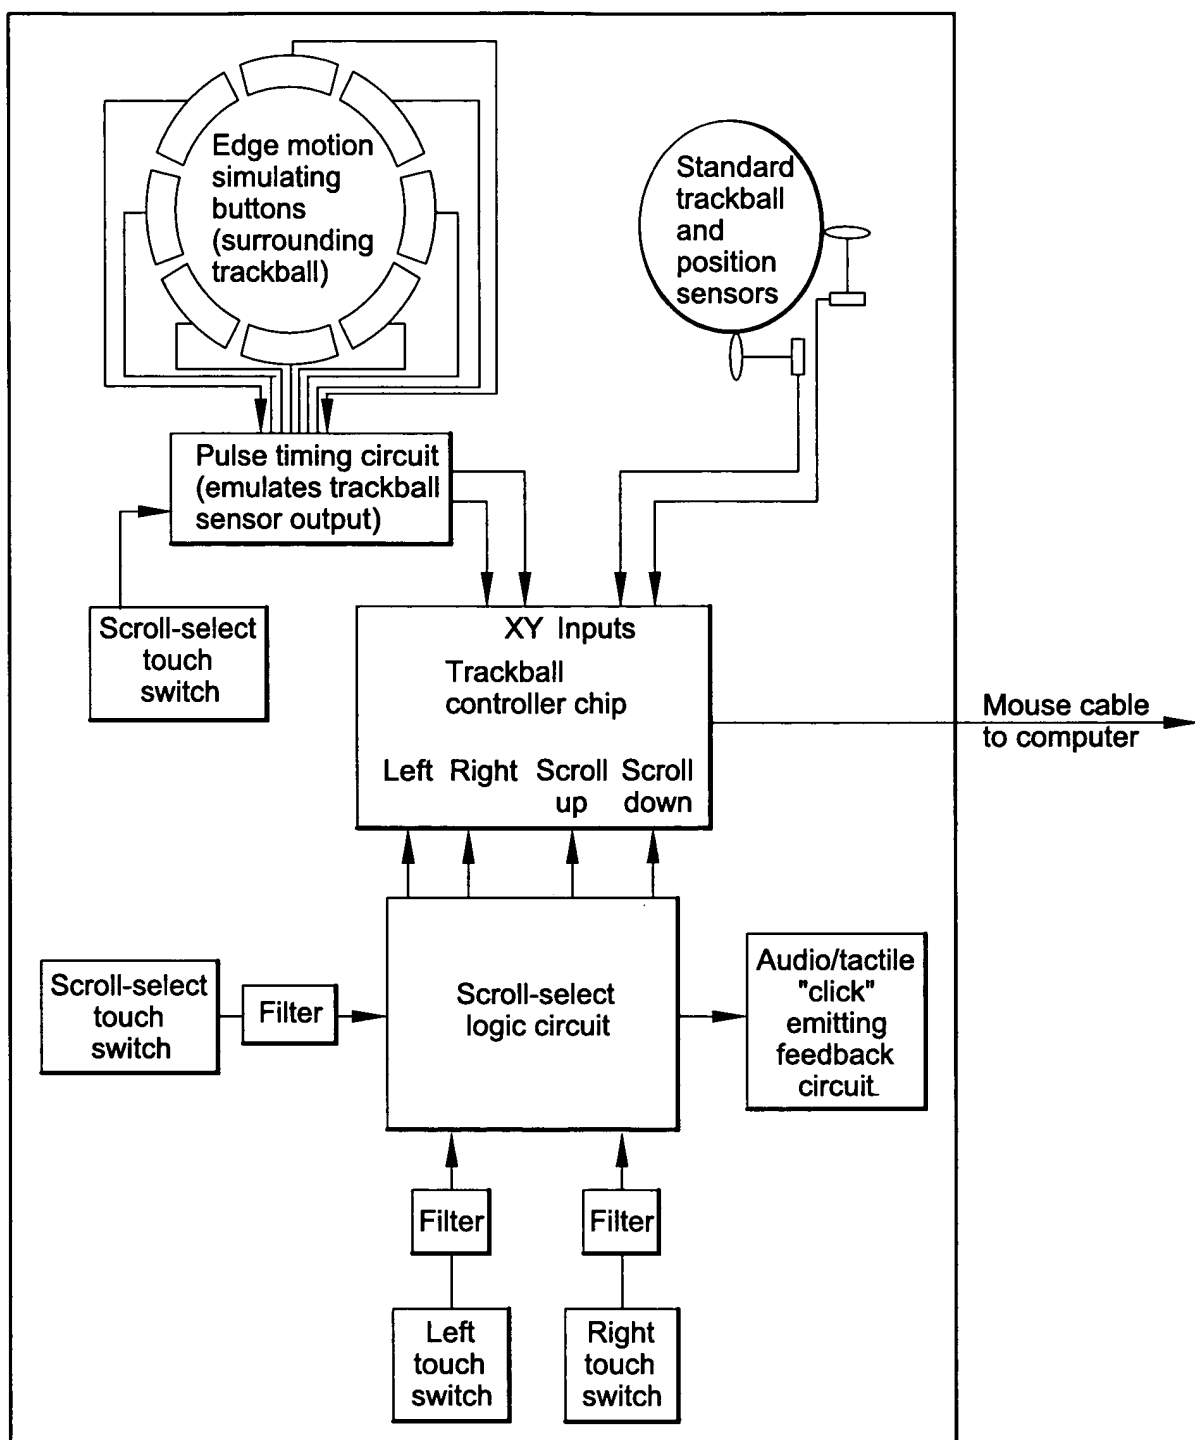 Edge motion
simulating
buttons
(surrounding
trackball)
Standard
trackball
and
position
sensors
Pulse timing circuit
(emulates trackball
sensor output)
Scroll-select
touch
switch
XY Inputs
Trackball
controller chip
Left Right Scroll up Scroll down
Mouse cable
to computer
Scroll-select
touch
switch
Filter
Scroll-select
logic circuit
Audio/tactile
"click"
emitting
feedback
circuit
Filter
Filter
Left
touch
switch
Right
touch
switch